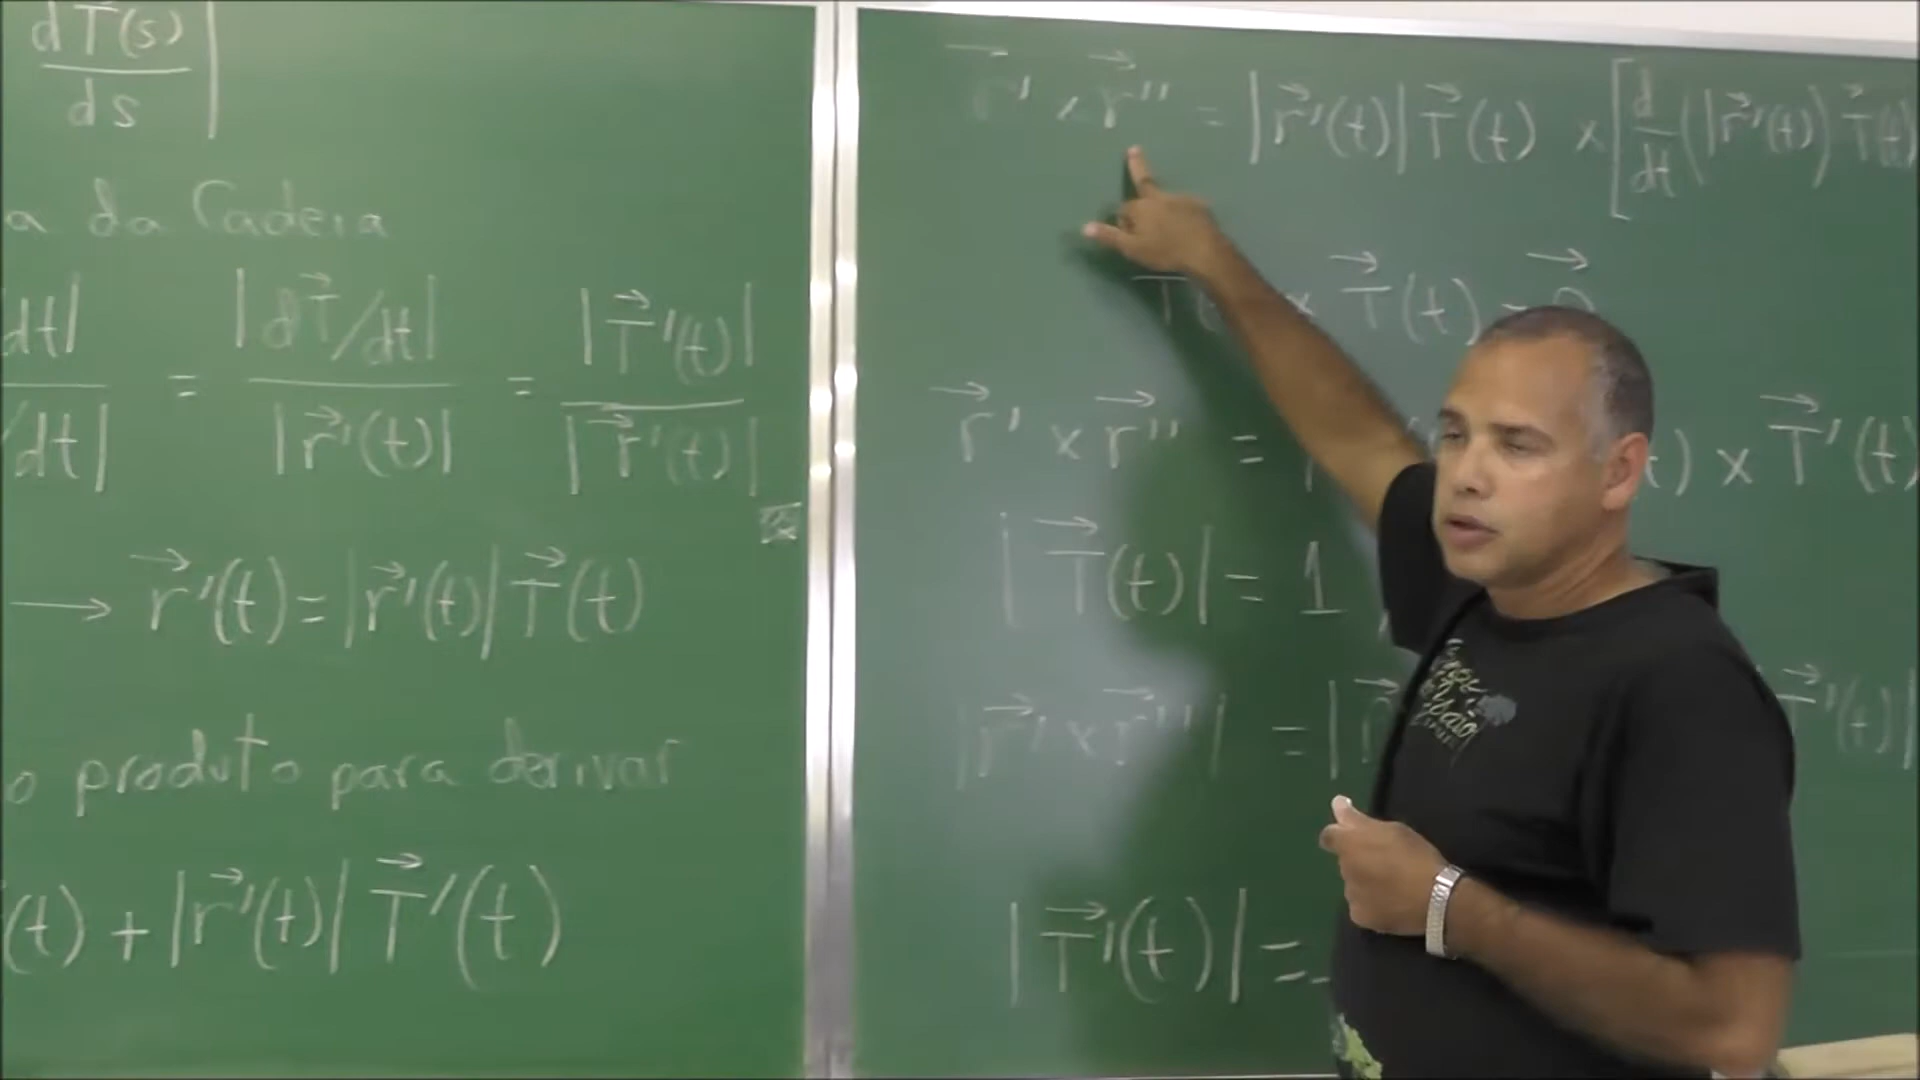 dT⃗(s)/ds|
a da Cadeia
dt|/dt| = |dT⃗/dt|/|r⃗'(t)| = |T⃗'(t)|/|r⃗'(t)|
→ r⃗'(t) = |r⃗'(t)| T⃗(t)
o produto para derivar
(t) + |r⃗'(t)| T⃗'(t)
r⃗' × r⃗'' = |r⃗'(t)| T⃗(t) × [d/dt(|r⃗'(t)) T⃗(t)
T⃗ × T⃗(t) = 0⃗
r⃗' × r⃗'' = t) × T⃗'(t)
|T⃗(t)| = 1
|r⃗' × r⃗''| = | T⃗'(t)|
|T⃗'(t)| =